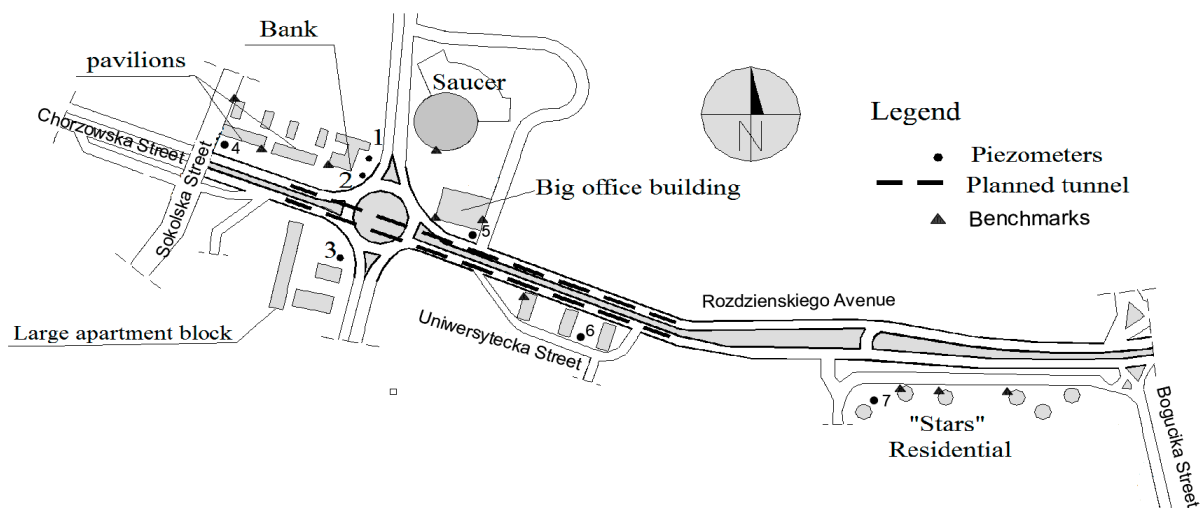 Bank
pavilions
Saucer
Chorzowska Street
Sokolska Street
1
4
2
Big office building
5
3
N
Legend
Piezometers
Planned tunnel
Benchmarks
Large apartment block
Uniwersytecka Street
6
Rozdzienskiego Avenue
7
"Stars"
Residential
Bogucika Street